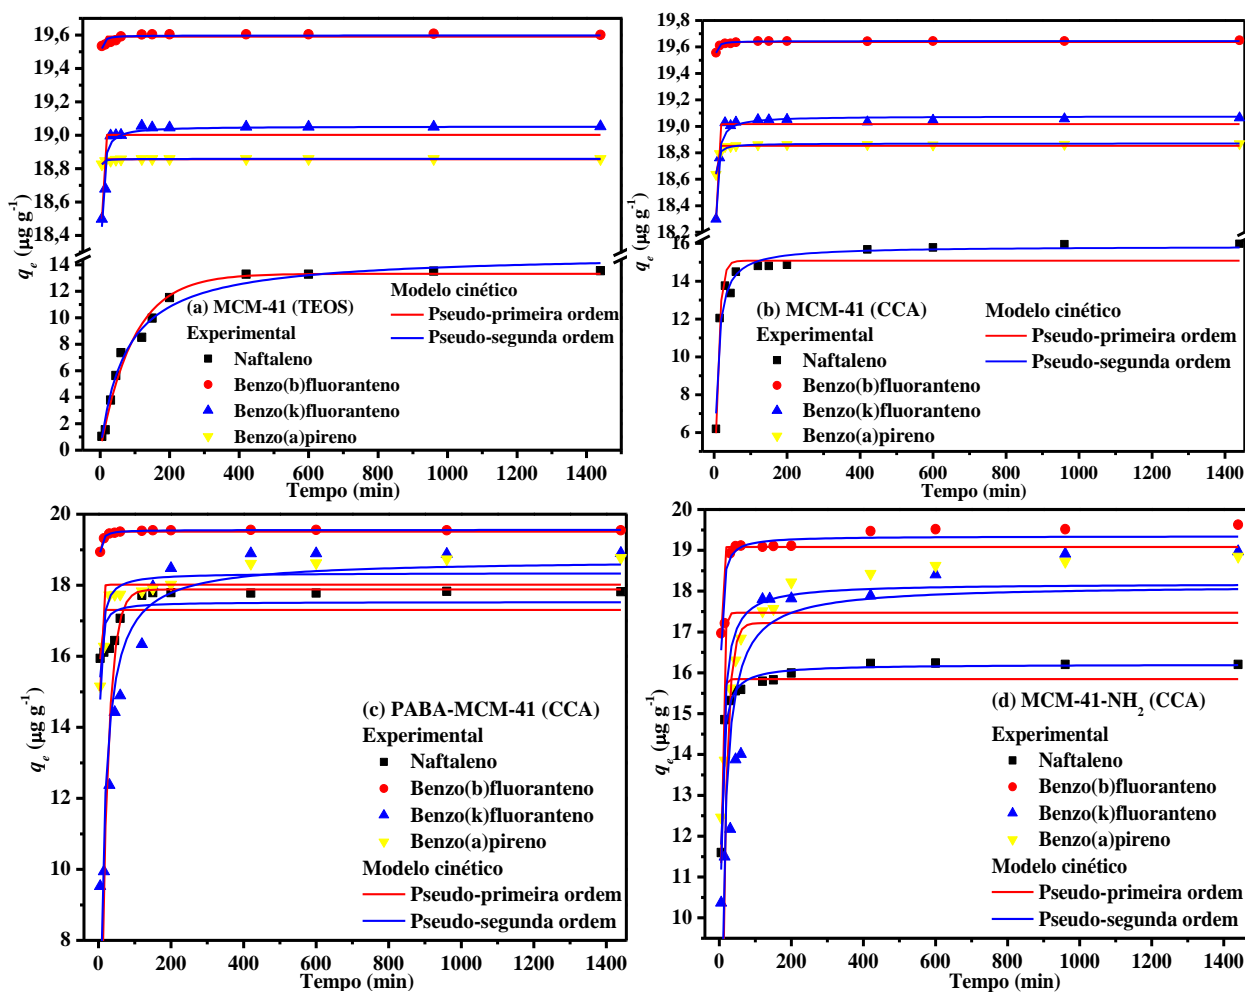 19,6
19,4
19,2
19,0
18,8
18,6
18,4
14
12
10
8
6
4
2
0
q_e (µg g⁻¹)
0 200 400 600 800 1000 1200 1400
Tempo (min)
(a) MCM-41 (TEOS)
Experimental
Naftaleno
Benzo(b)fluoranteno
Benzo(k)fluoranteno
Benzo(a)pireno
Modelo cinético
Pseudo-primeira ordem
Pseudo-segunda ordem
19,8
19,6
19,4
19,2
19,0
18,8
18,6
18,4
18,2
16
14
12
10
8
6
q_e (µg g⁻¹)
0 200 400 600 800 1000 1200 1400
Tempo (min)
(b) MCM-41 (CCA)
Experimental
Naftaleno
Benzo(b)fluoranteno
Benzo(k)fluoranteno
Benzo(a)pireno
Modelo cinético
Pseudo-primeira ordem
Pseudo-segunda ordem
20
18
16
14
12
10
8
q_e (µg g⁻¹)
0 200 400 600 800 1000 1200 1400
Tempo (min)
(c) PABA-MCM-41 (CCA)
Experimental
Naftaleno
Benzo(b)fluoranteno
Benzo(k)fluoranteno
Benzo(a)pireno
Modelo cinético
Pseudo-primeira ordem
Pseudo-segunda ordem
20
19
18
17
16
15
14
13
12
11
10
q_e (µg g⁻¹)
0 200 400 600 800 1000 1200 1400
Tempo (min)
(d) MCM-41-NH₂ (CCA)
Experimental
Naftaleno
Benzo(b)fluoranteno
Benzo(k)fluoranteno
Benzo(a)pireno
Modelo cinético
Pseudo-primeira ordem
Pseudo-segunda ordem